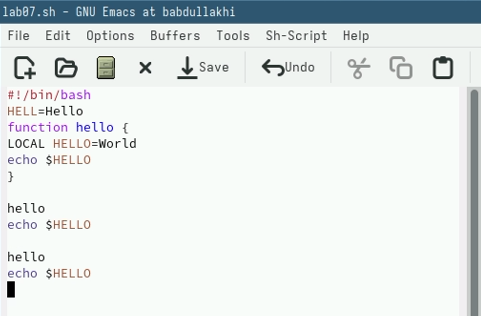 lab07.sh - GNU Emacs at babdullakhi
File Edit Options Buffers Tools Sh-Script Help
Save Undo
#!/bin/bash
HELL=Hello
function hello {
LOCAL HELLO=World
echo $HELLO
}
hello
echo $HELLO
hello
echo $HELLO